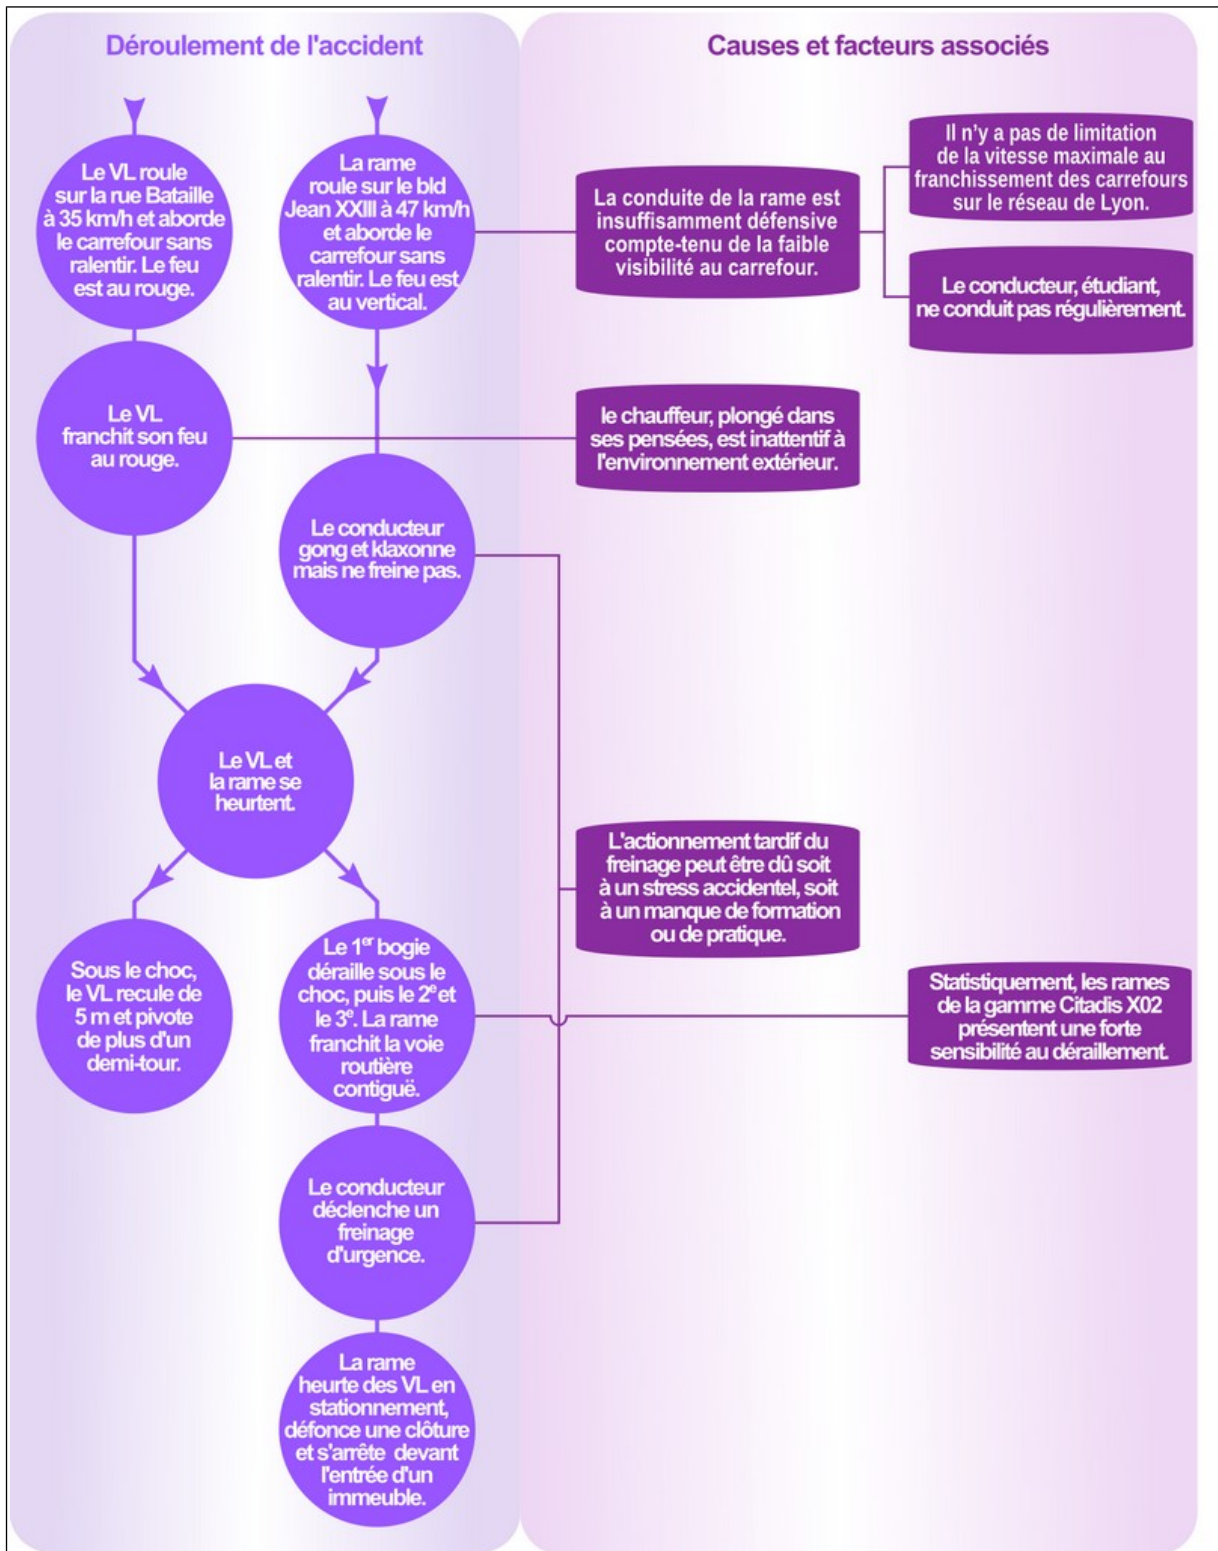 Déroulement de l'accident
Causes et facteurs associés
Le VL roule
sur la rue Bataille
à 35 km/h et aborde
le carrefour sans
ralentir. Le feu
est au rouge.
La rame
roule sur le bld
Jean XXIII à 47 km/h
et aborde le
carrefour sans
ralentir. Le feu est
au vertical.
La conduite de la rame est
insuffisamment défensive
compte-tenu de la faible
visibilité au carrefour.
Il n'y a pas de limitation
de la vitesse maximale au
franchissement des carrefours
sur le réseau de Lyon.
Le conducteur, étudiant,
ne conduit pas régulièrement.
Le VL
franchit son feu
au rouge.
le chauffeur, plongé dans
ses pensées, est inattentif à
l'environnement extérieur.
Le conducteur
gong et klaxonne
mais ne freine pas.
Le VL et
la rame se
heurtent.
L'actionnement tardif du
freinage peut être dû soit
à un stress accidentel, soit
à un manque de formation
ou de pratique.
Sous le choc,
le VL recule de
5 m et pivote
de plus d'un
demi-tour.
Le 1er bogie
déraille sous le
choc, puis le 2e et
le 3e. La rame
franchit la voie
routière
contiguë.
Statistiquement, les rames
de la gamme Citadis X02
présentent une forte
sensibilité au déraillement.
Le conducteur
déclenche un
freinage
d'urgence.
La rame
heurte des VL en
stationnement,
défonce une clôture
et s'arrête devant
l'entrée d'un
immeuble.